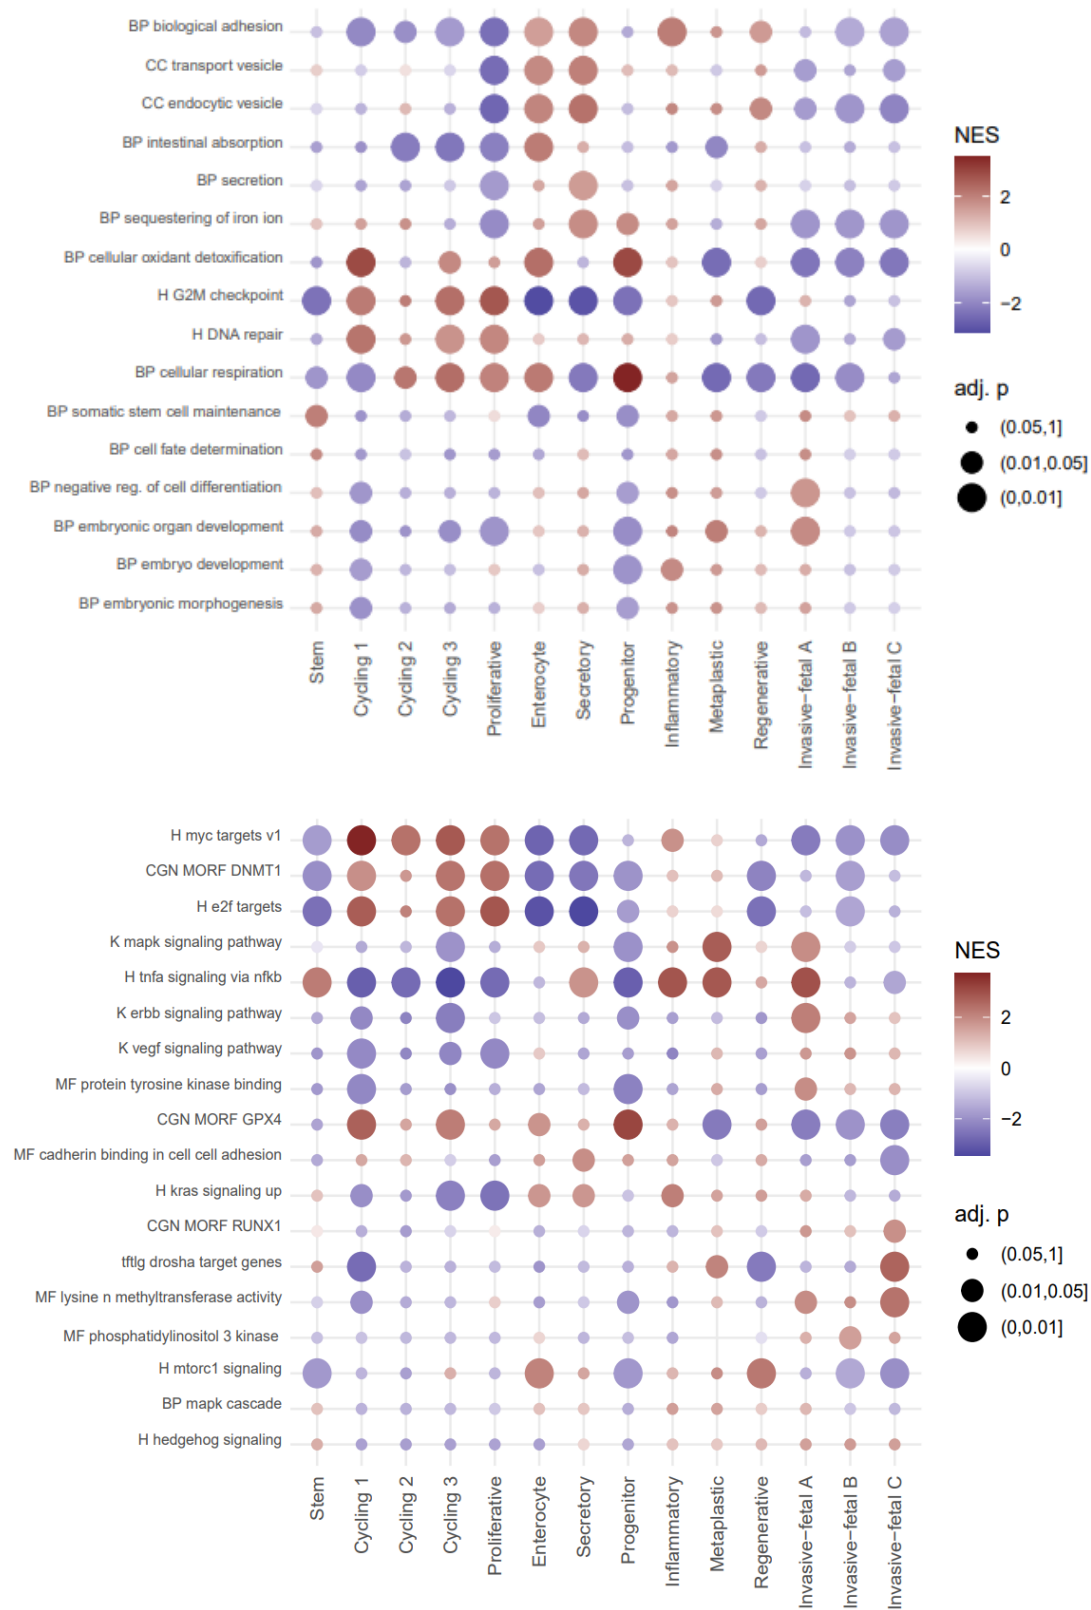 BP biological adhesion
CC transport vesicle
CC endocytic vesicle
BP intestinal absorption
BP secretion
BP sequestering of iron ion
BP cellular oxidant detoxification
H G2M checkpoint
H DNA repair
BP cellular respiration
BP somatic stem cell maintenance
BP cell fate determination
BP negative reg. of cell differentiation
BP embryonic organ development
BP embryo development
BP embryonic morphogenesis
Stem
Cycling 1
Cycling 2
Cycling 3
Proliferative
Enterocyte
Secretory
Progenitor
Inflammatory
Metaplastic
Regenerative
Invasive−fetal A
Invasive−fetal B
Invasive−fetal C
NES
2
0
−2
adj. p
(0.05,1]
(0.01,0.05]
(0,0.01]
H myc targets v1
CGN MORF DNMT1
H e2f targets
K mapk signaling pathway
H tnfa signaling via nfkb
K erbb signaling pathway
K vegf signaling pathway
MF protein tyrosine kinase binding
CGN MORF GPX4
MF cadherin binding in cell cell adhesion
H kras signaling up
CGN MORF RUNX1
tftlg drosha target genes
MF lysine n methyltransferase activity
MF phosphatidylinositol 3 kinase
H mtorc1 signaling
BP mapk cascade
H hedgehog signaling
Stem
Cycling 1
Cycling 2
Cycling 3
Proliferative
Enterocyte
Secretory
Progenitor
Inflammatory
Metaplastic
Regenerative
Invasive−fetal A
Invasive−fetal B
Invasive−fetal C
NES
2
0
−2
adj. p
(0.05,1]
(0.01,0.05]
(0,0.01]